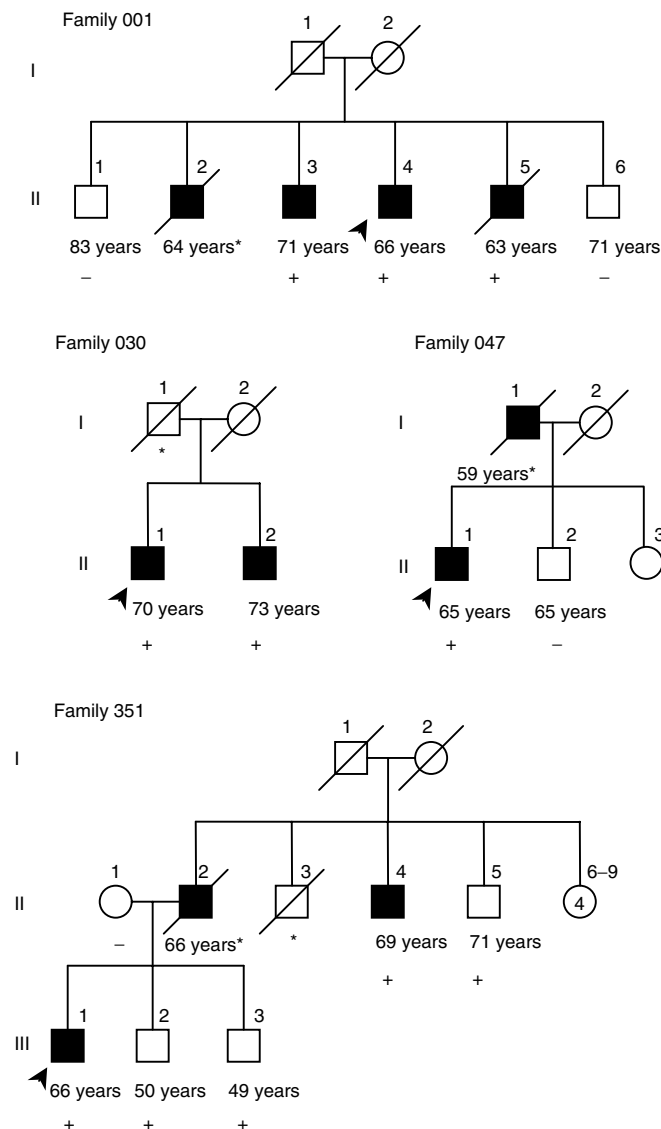 Family 001
1 2
I
1 2 3 4 5 6
II
83 years 64 years* 71 years 66 years 63 years 71 years
– + + + –
Family 030 Family 047
1 2 1 2
I I
* 59 years*
1 2 1 2 3
II II
70 years 73 years 65 years 65 years
+ + + –
Family 351
1 2
I
1 2 3 4 5 6–9
II 4
– 66 years* * 69 years 71 years
+ +
1 2 3
III
66 years 50 years 49 years
+ + +